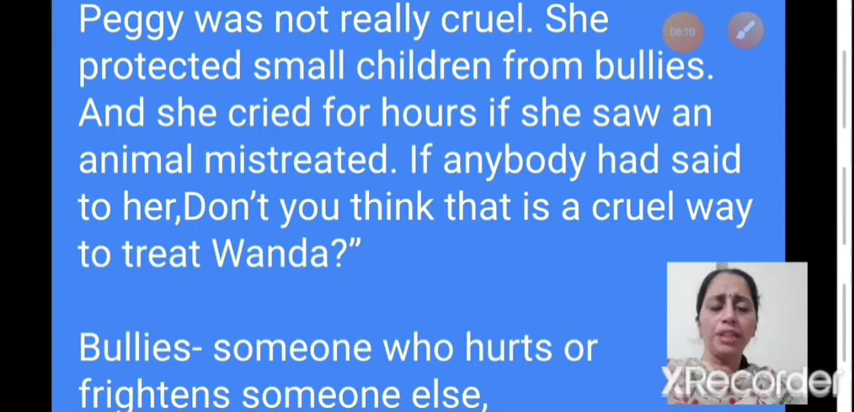 Peggy was not really cruel. She
08:10
protected small children from bullies.
And she cried for hours if she saw an
animal mistreated. If anybody had said
to her,Don’t you think that is a cruel way
to treat Wanda?”
Bullies- someone who hurts or
frightens someone else,
XRecorder